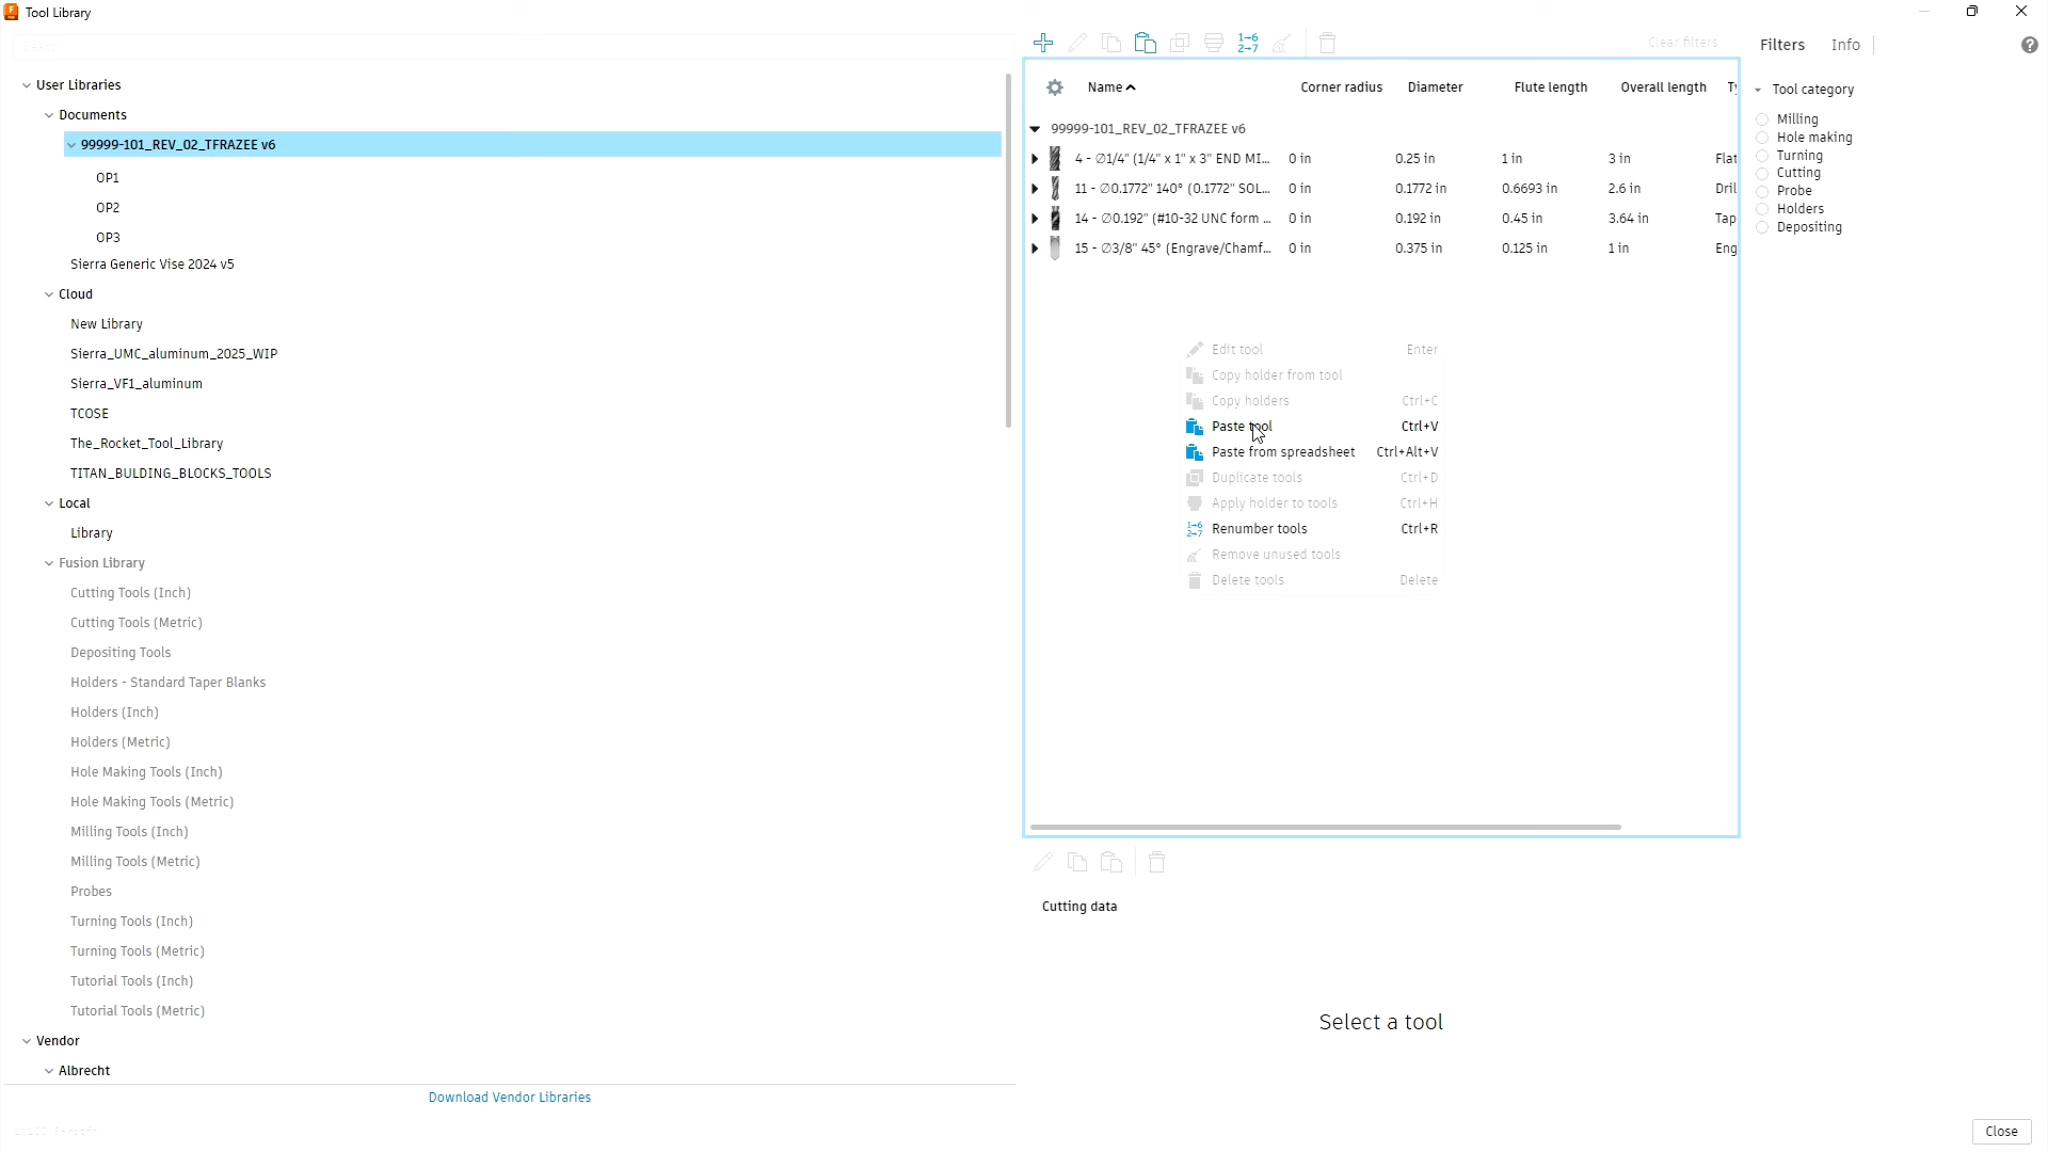 Tool Library
User Libraries
Documents
99999-101_REV_02_TFRAZEE v6
OP1
OP2
OP3
Sierra Generic Vise 2024 v5
Cloud
New Library
Sierra_UMC_aluminum_2025_WIP
Sierra_VF1_aluminum
TCOSE
The_Rocket_Tool_Library
TITAN_BULDING_BLOCKS_TOOLS
Local
Library
Fusion Library
Cutting Tools (Inch)
Cutting Tools (Metric)
Depositing Tools
Holders - Standard Taper Blanks
Holders (Inch)
Holders (Metric)
Hole Making Tools (Inch)
Hole Making Tools (Metric)
Milling Tools (Inch)
Milling Tools (Metric)
Probes
Turning Tools (Inch)
Turning Tools (Metric)
Tutorial Tools (Inch)
Tutorial Tools (Metric)
Vendor
Albrecht
Download Vendor Libraries
1→6
2→7
Clear filters
Name Corner radius Diameter Flute length Overall length Ty
99999-101_REV_02_TFRAZEE v6
4 - ∅1/4" (1/4" x 1" x 3" END MI... 0 in 0.25 in 1 in 3 in Flat
11 - ∅0.1772" 140° (0.1772" SOL... 0 in 0.1772 in 0.6693 in 2.6 in Dril
14 - ∅0.192" (#10-32 UNC form ... 0 in 0.192 in 0.45 in 3.64 in Tap
15 - ∅3/8" 45° (Engrave/Chamf... 0 in 0.375 in 0.125 in 1 in Eng
Edit tool Enter
Copy holder from tool
Copy holders Ctrl+C
Paste tool Ctrl+V
Paste from spreadsheet Ctrl+Alt+V
Duplicate tools Ctrl+D
Apply holder to tools Ctrl+H
Renumber tools Ctrl+R
Remove unused tools
Delete tools Delete
Cutting data
Select a tool
Filters Info
Tool category
Milling
Hole making
Turning
Cutting
Probe
Holders
Depositing
Close